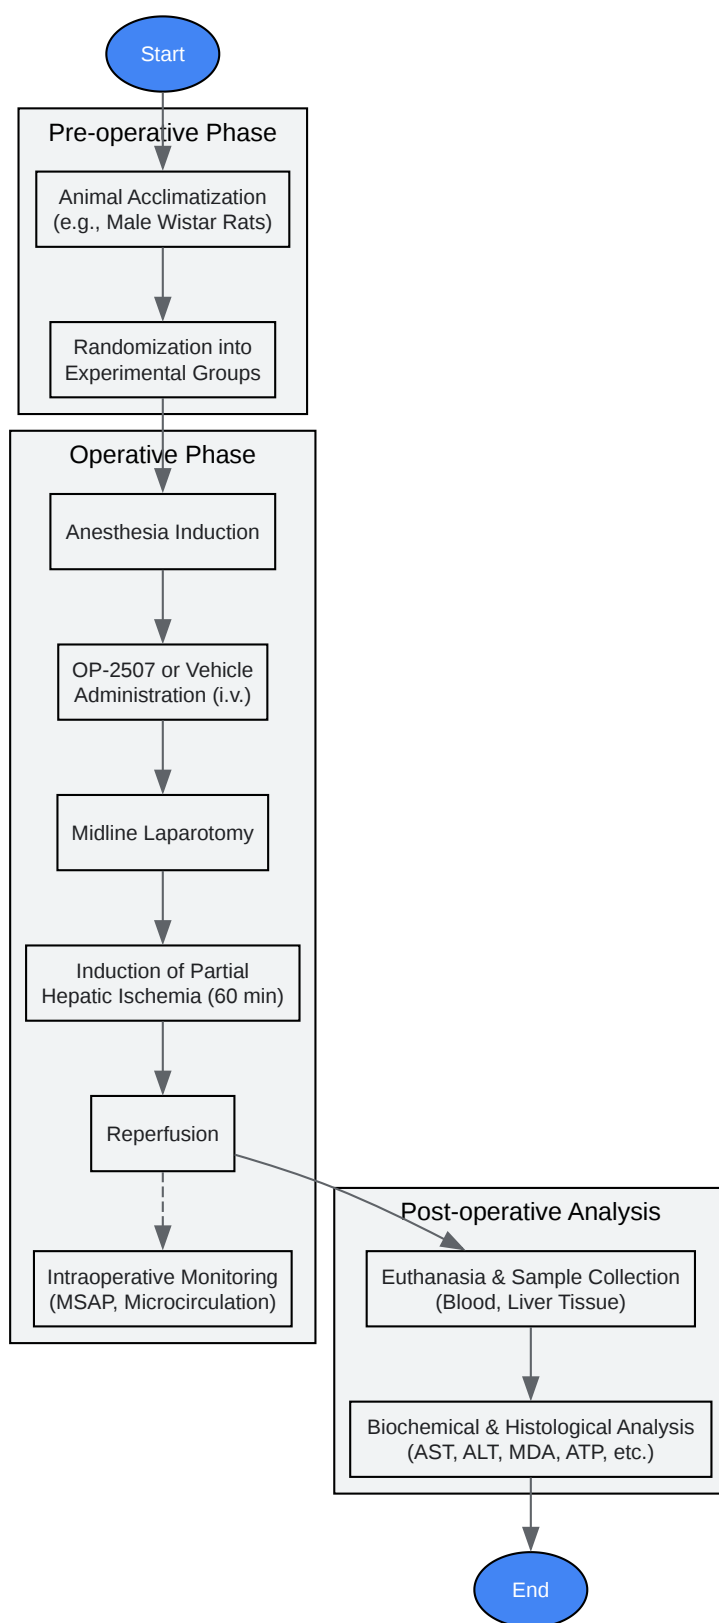 Start
Pre-operative Phase
Animal Acclimatization
(e.g., Male Wistar Rats)
Randomization into
Experimental Groups
Operative Phase
Anesthesia Induction
OP-2507 or Vehicle
Administration (i.v.)
Midline Laparotomy
Induction of Partial
Hepatic Ischemia (60 min)
Reperfusion
Intraoperative Monitoring
(MSAP, Microcirculation)
Post-operative Analysis
Euthanasia & Sample Collection
(Blood, Liver Tissue)
Biochemical & Histological Analysis
(AST, ALT, MDA, ATP, etc.)
End